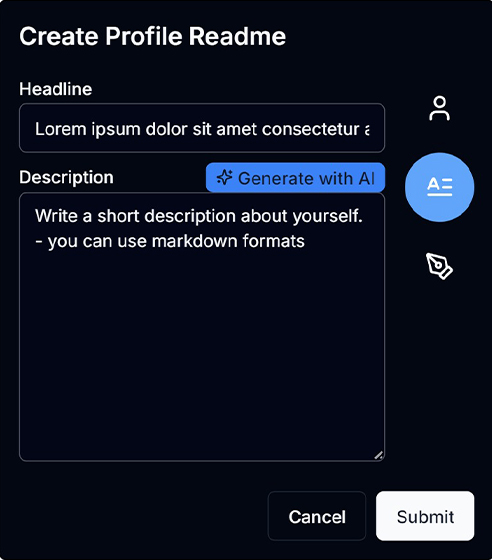 Create Profile Readme
Headline
Lorem ipsum dolor sit amet consectetur a
Description
Generate with AI
Write a short description about yourself.
- you can use markdown formats
Cancel
Submit